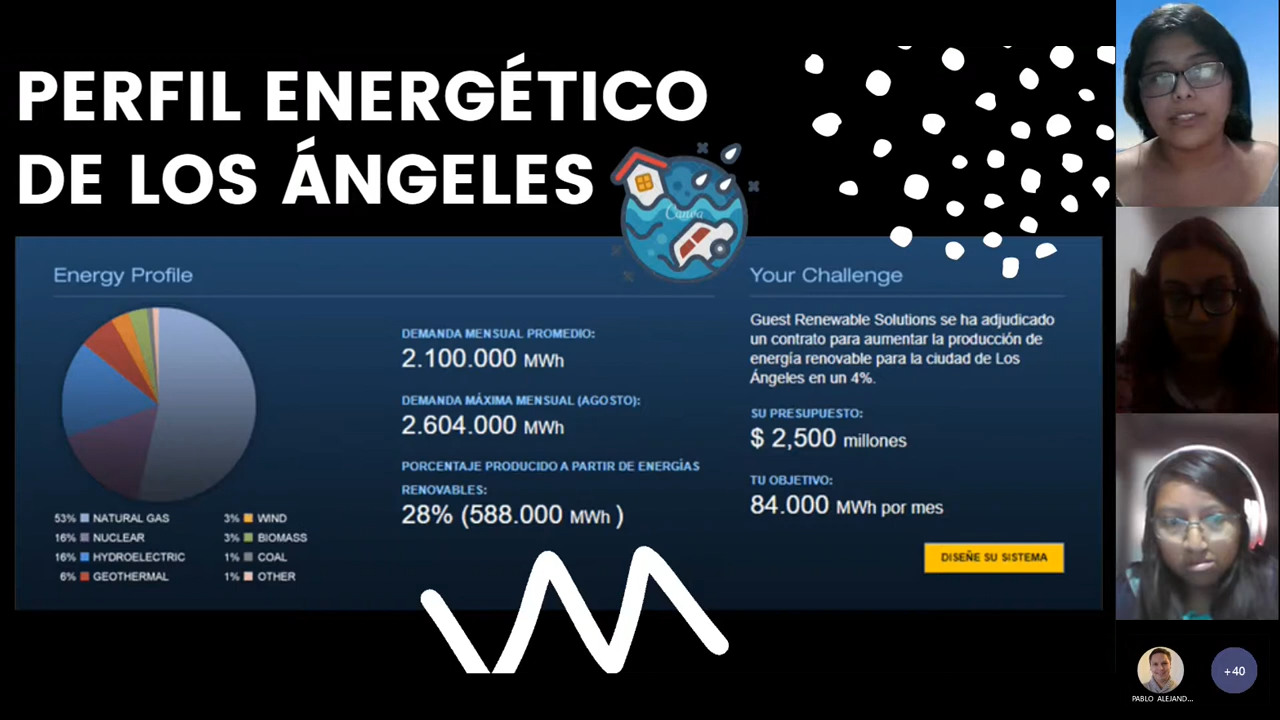 PERFIL ENERGÉTICO
DE LOS ÁNGELES
Canva
Energy Profile
53% NATURAL GAS
16% NUCLEAR
16% HYDROELECTRIC
6% GEOTHERMAL
3% WIND
3% BIOMASS
1% COAL
1% OTHER
DEMANDA MENSUAL PROMEDIO:
2.100.000 MWh
DEMANDA MÁXIMA MENSUAL (AGOSTO):
2.604.000 MWh
PORCENTAJE PRODUCIDO A PARTIR DE ENERGÍAS
RENOVABLES:
28% (588.000 MWh )
Your Challenge
Guest Renewable Solutions se ha adjudicado
un contrato para aumentar la producción de
energía renovable para la ciudad de Los
Ángeles en un 4%.
SU PRESUPUESTO:
$ 2,500 millones
TU OBJETIVO:
84.000 MWh por mes
DISEÑE SU SISTEMA
PABLO ALEJAND...
+40